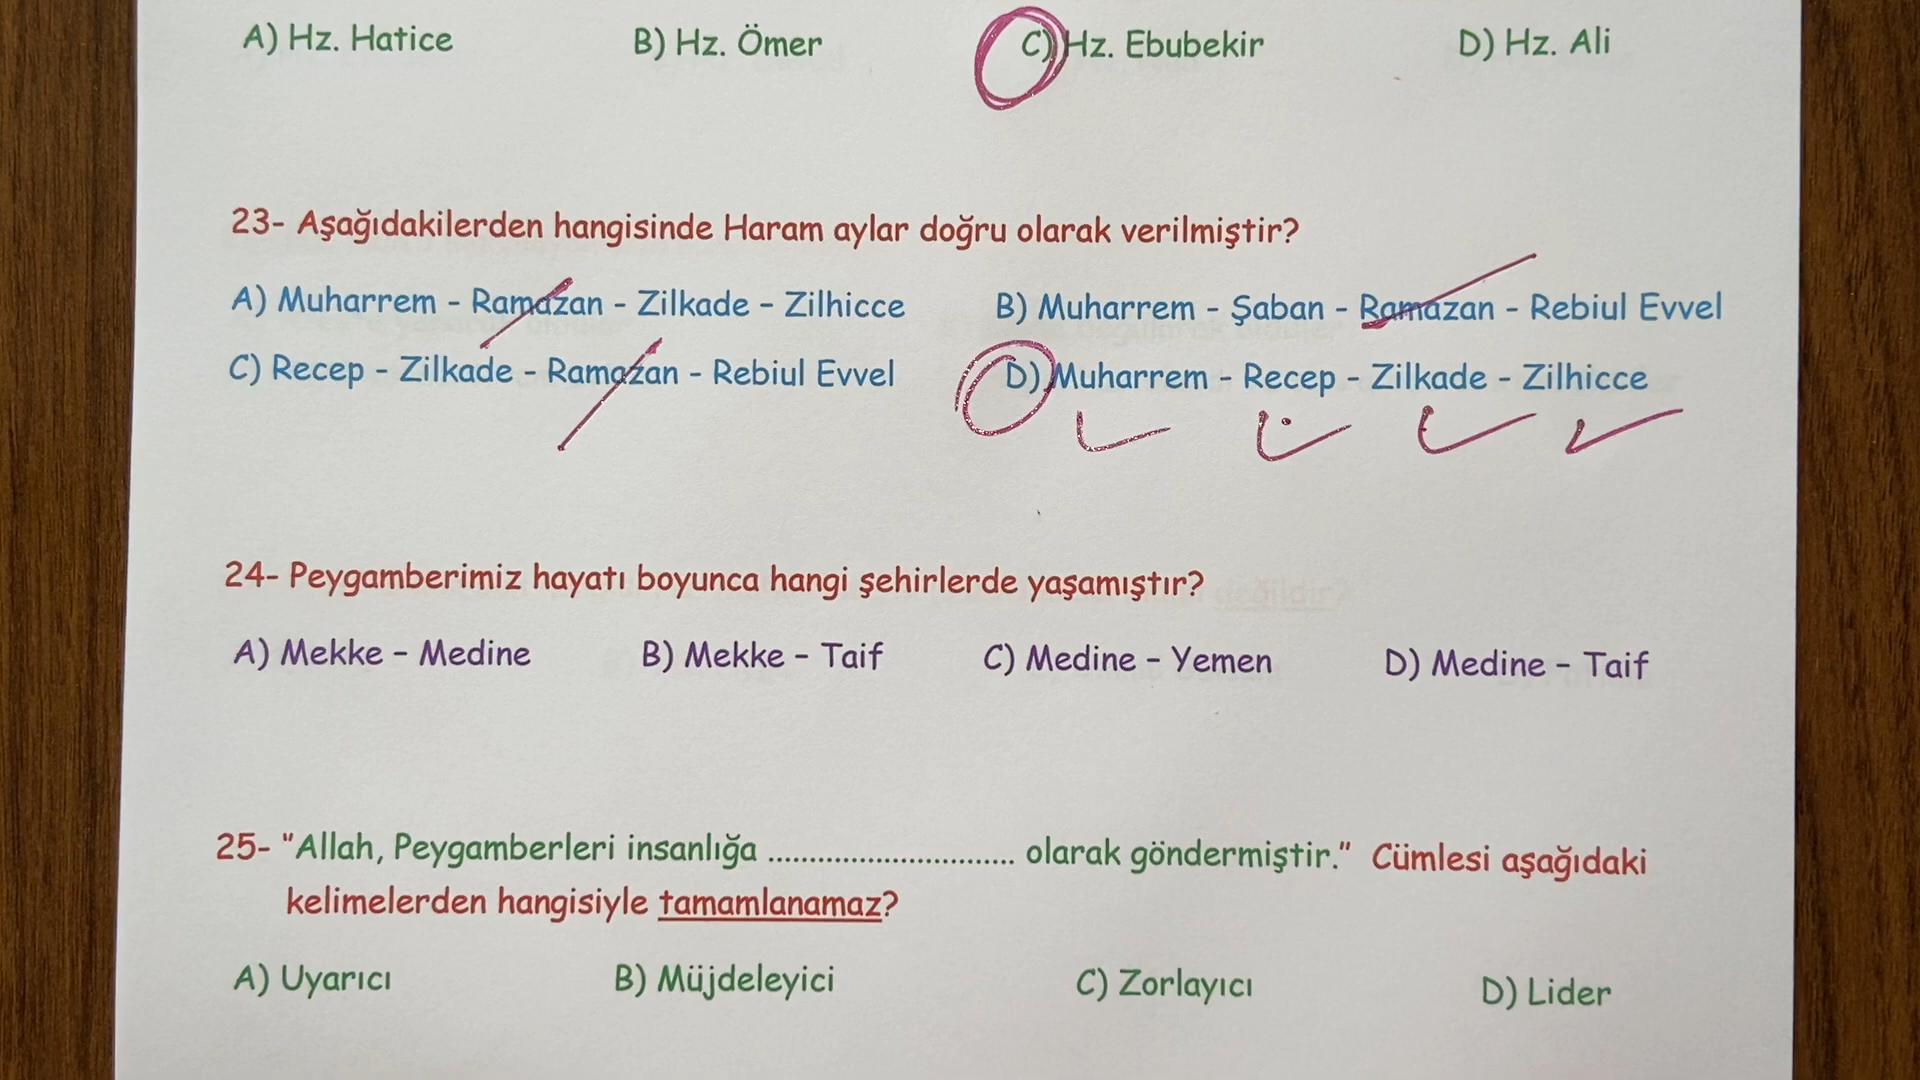 A) Hz. Hatice B) Hz. Ömer C) Hz. Ebubekir D) Hz. Ali
23- Aşağıdakilerden hangisinde Haram aylar doğru olarak verilmiştir?
A) Muharrem - Ramazan - Zilkade - Zilhicce B) Muharrem - Şaban - Ramazan - Rebiul Evvel
C) Recep - Zilkade - Ramazan - Rebiul Evvel D) Muharrem - Recep - Zilkade - Zilhicce
24- Peygamberimiz hayatı boyunca hangi şehirlerde yaşamıştır?
A) Mekke - Medine B) Mekke - Taif C) Medine - Yemen D) Medine - Taif
25- "Allah, Peygamberleri insanlığa .............................. olarak göndermiştir." Cümlesi aşağıdaki
kelimelerden hangisiyle tamamlanamaz?
A) Uyarıcı B) Müjdeleyici C) Zorlayıcı D) Lider